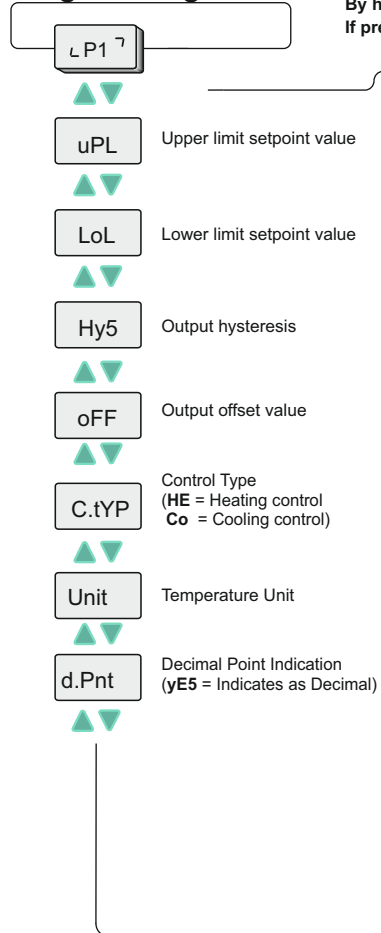 By h
If pre
P1
uPL
Upper limit setpoint value
LoL
Lower limit setpoint value
Hy5
Output hysteresis
oFF
Output offset value
C.tYP
Control Type
(HE = Heating control
Co = Cooling control)
Unit
Temperature Unit
d.Pnt
Decimal Point Indication
(yE5 = Indicates as Decimal)